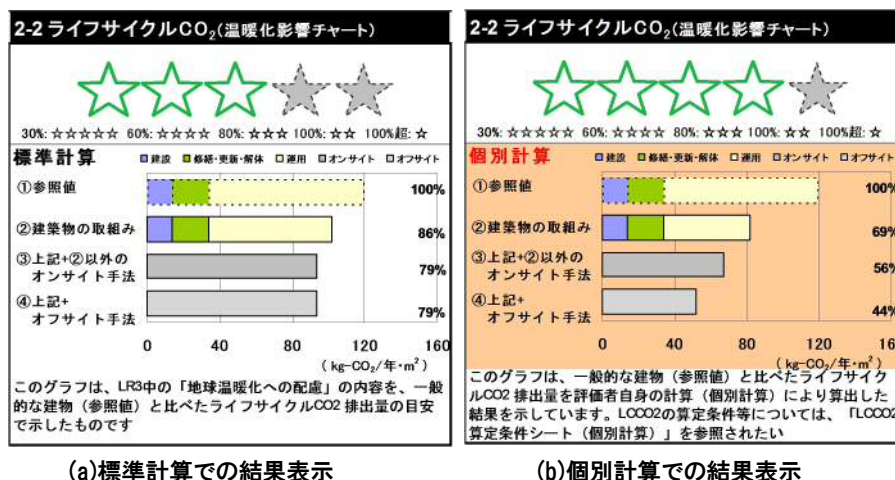 2-2 ライフサイクルCO2(温暖化影響チャート)
30%: ☆☆☆☆☆ 60%: ☆☆☆☆ 80%: ☆☆☆ 100%: ☆☆ 100%超: ☆
標準計算
建設 修繕・更新・解体 運用 オンサイト オフサイト
①参照値 100%
②建築物の取組み 86%
③上記+②以外の
オンサイト手法 79%
④上記+
オフサイト手法 79%
0 40 80 120 160
(kg-CO2/年・m2)
このグラフは、LR3中の「地球温暖化への配慮」の内容を、一般
的な建物(参照値)と比べたライフサイクルCO2 排出量の目安
で示したものです
(a)標準計算での結果表示
2-2 ライフサイクルCO2(温暖化影響チャート)
30%: ☆☆☆☆☆ 60%: ☆☆☆☆ 80%: ☆☆☆ 100%: ☆☆ 100%超: ☆
個別計算
建設 修繕・更新・解体 運用 オンサイト オフサイト
①参照値 100%
②建築物の取組み 69%
③上記+②以外の
オンサイト手法 56%
④上記+
オフサイト手法 44%
0 40 80 120 16
(kg-CO2/年・m2)
このグラフは、一般的な建物(参照値)と比べたライフサイク
ルCO2 排出量を評価者自身の計算(個別計算)により算出した
結果を示しています。LCCO2の算定条件等については、「LCCO2
算定条件シート(個別計算)」を参照されたい
(b)個別計算での結果表示